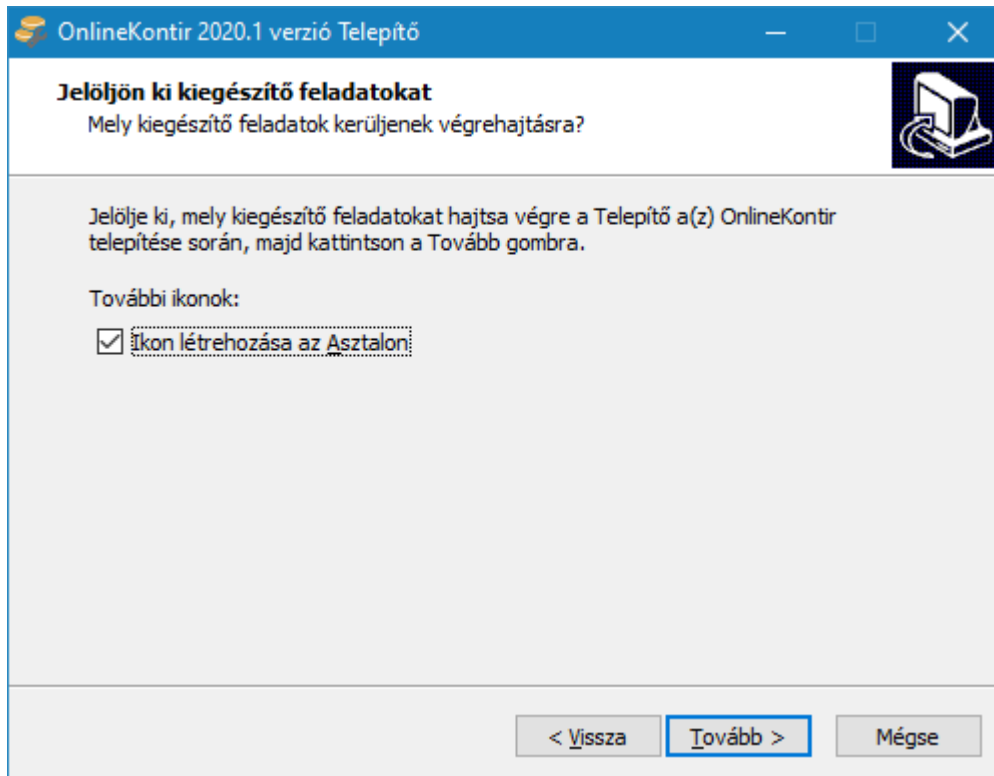 OnlineKontir 2020.1 verzió Telepítő
Jelöljön ki kiegészítő feladatokat
Mely kiegészítő feladatok kerüljenek végrehajtásra?
Jelölje ki, mely kiegészítő feladatokat hajtsa végre a Telepítő a(z) OnlineKontir
telepítése során, majd kattintson a Tovább gombra.
További ikonok:
Ikon létrehozása az Asztalon
< Vissza
Tovább >
Mégse